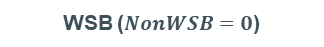 WSB (NonWSB = 0)